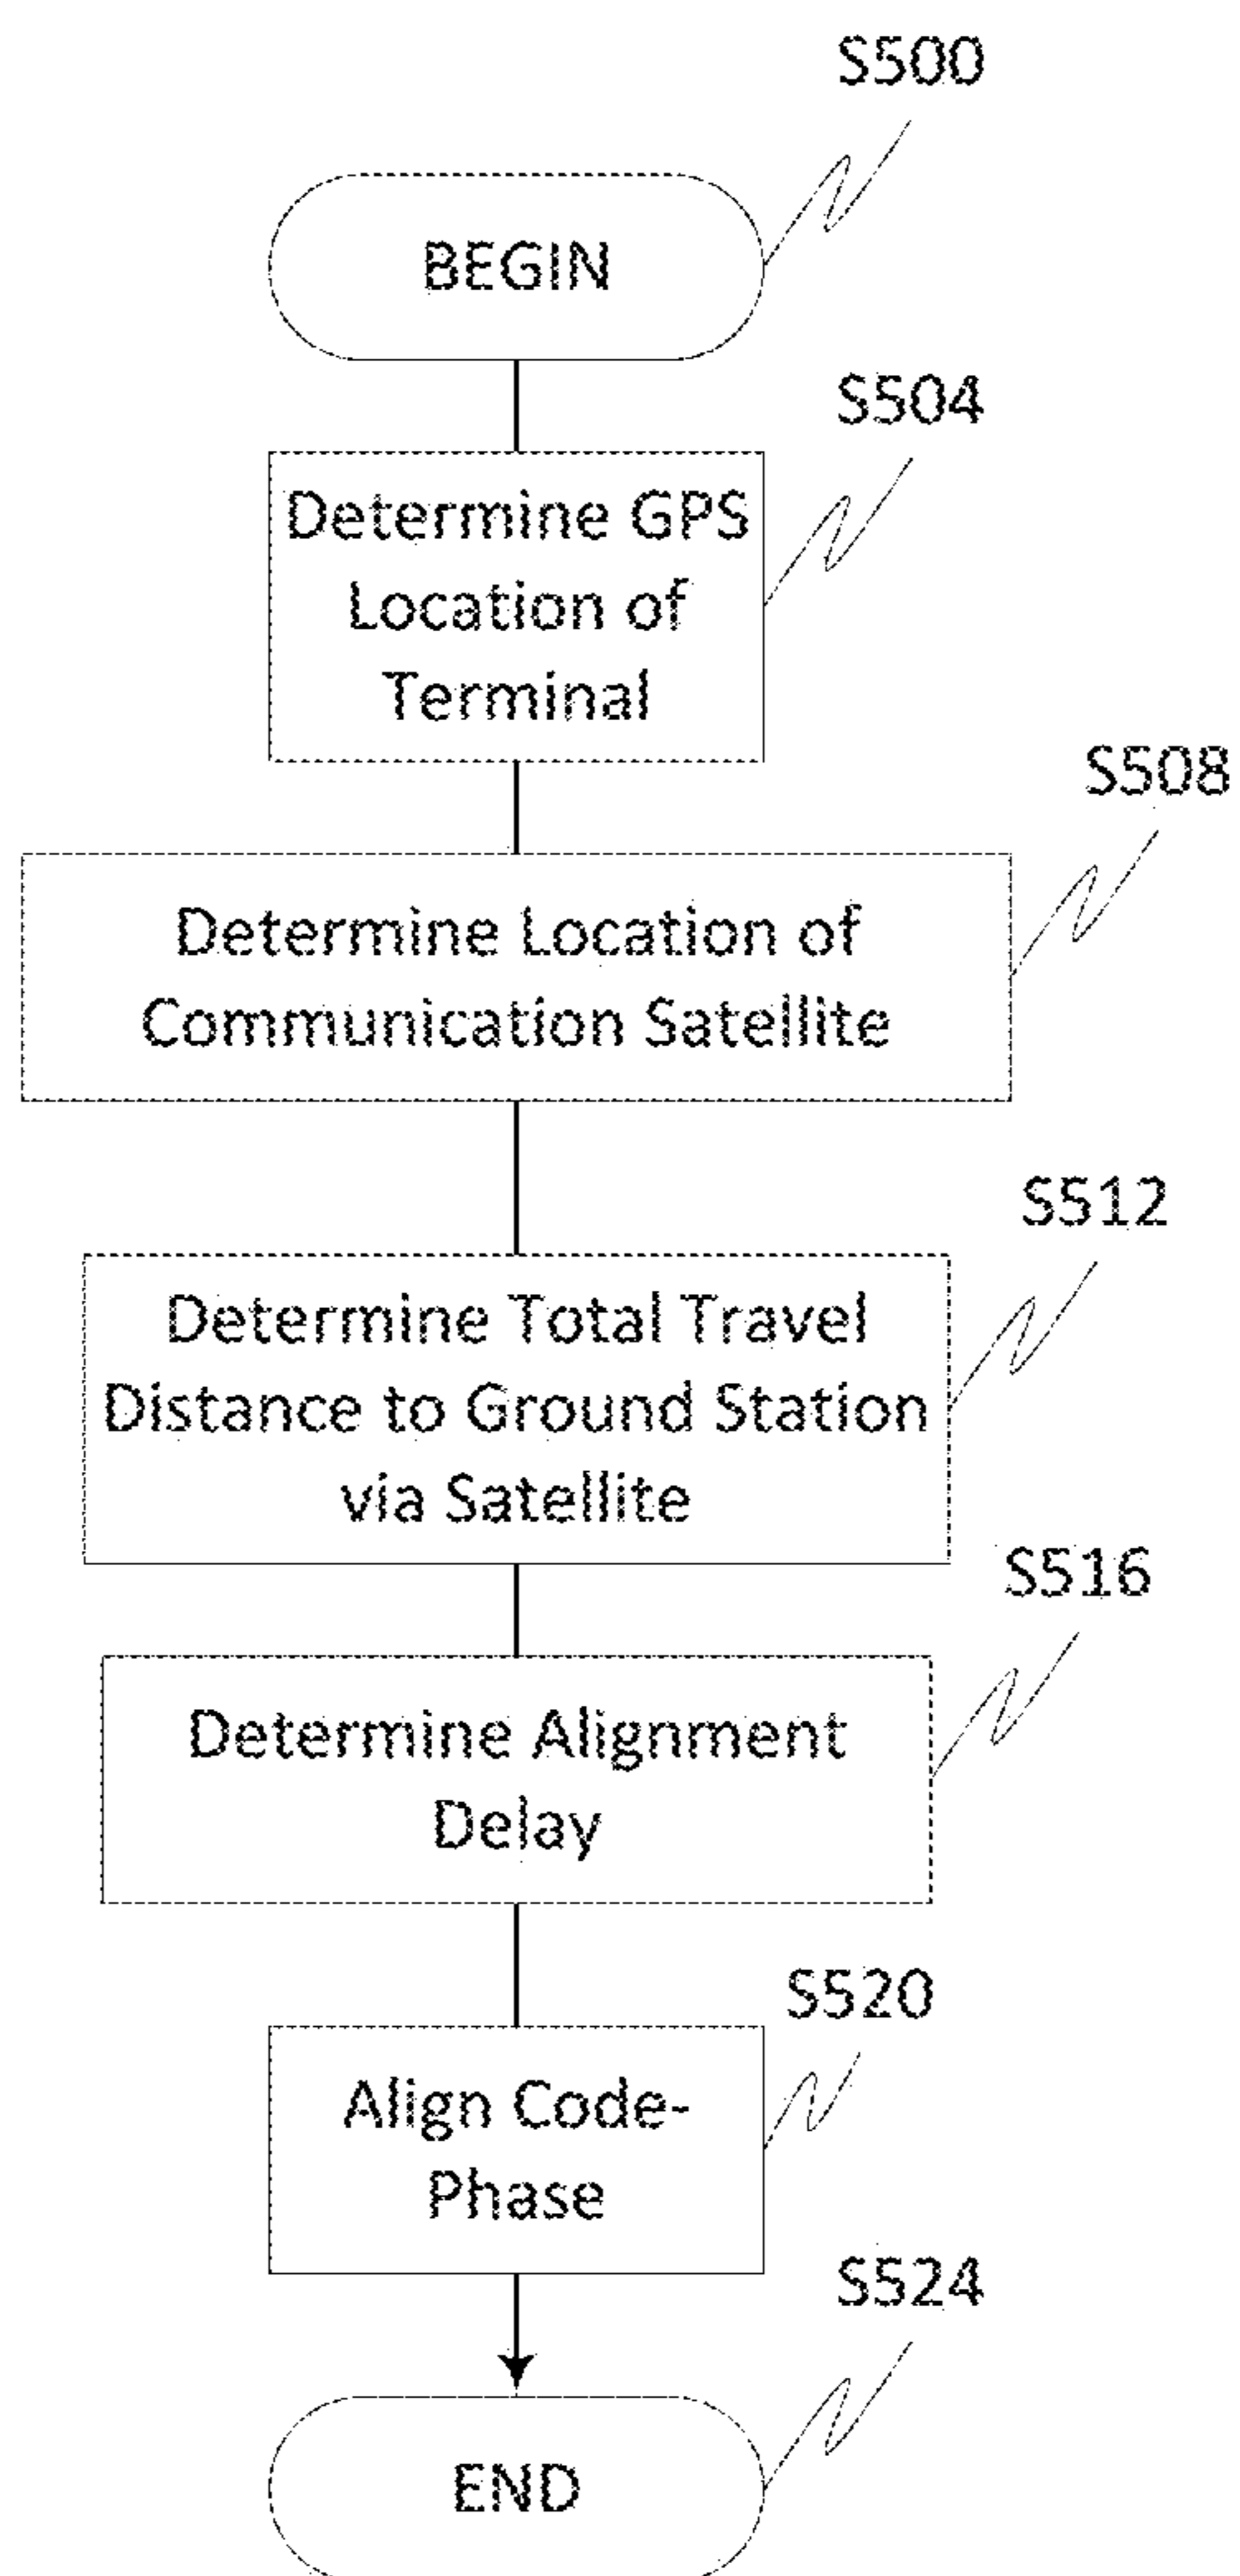 S500
BEGIN
S504
Determine GPS
Location of
Terminal
S508
Determine Location of
Communication Satellite
S512
Determine Total Travel
Distance to Ground Station
via Satellite
S516
Determine Alignment
Delay
S520
Align Code-
Phase
S524
END